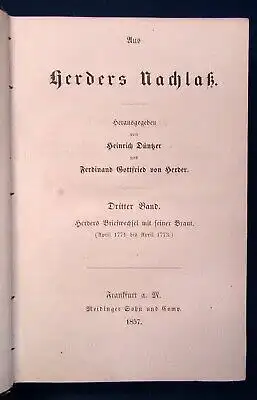 Aus
Herders Nachlaß.
Herausgegeben
von
Heinrich Düntzer
und
Ferdinand Gottfried von Herder.
Dritter Band.
Herders Briefwechsel mit seiner Braut.
(April 1771 bis April 1773.)
Frankfurt a. M.
Meidinger Sohn und Comp.
1857.